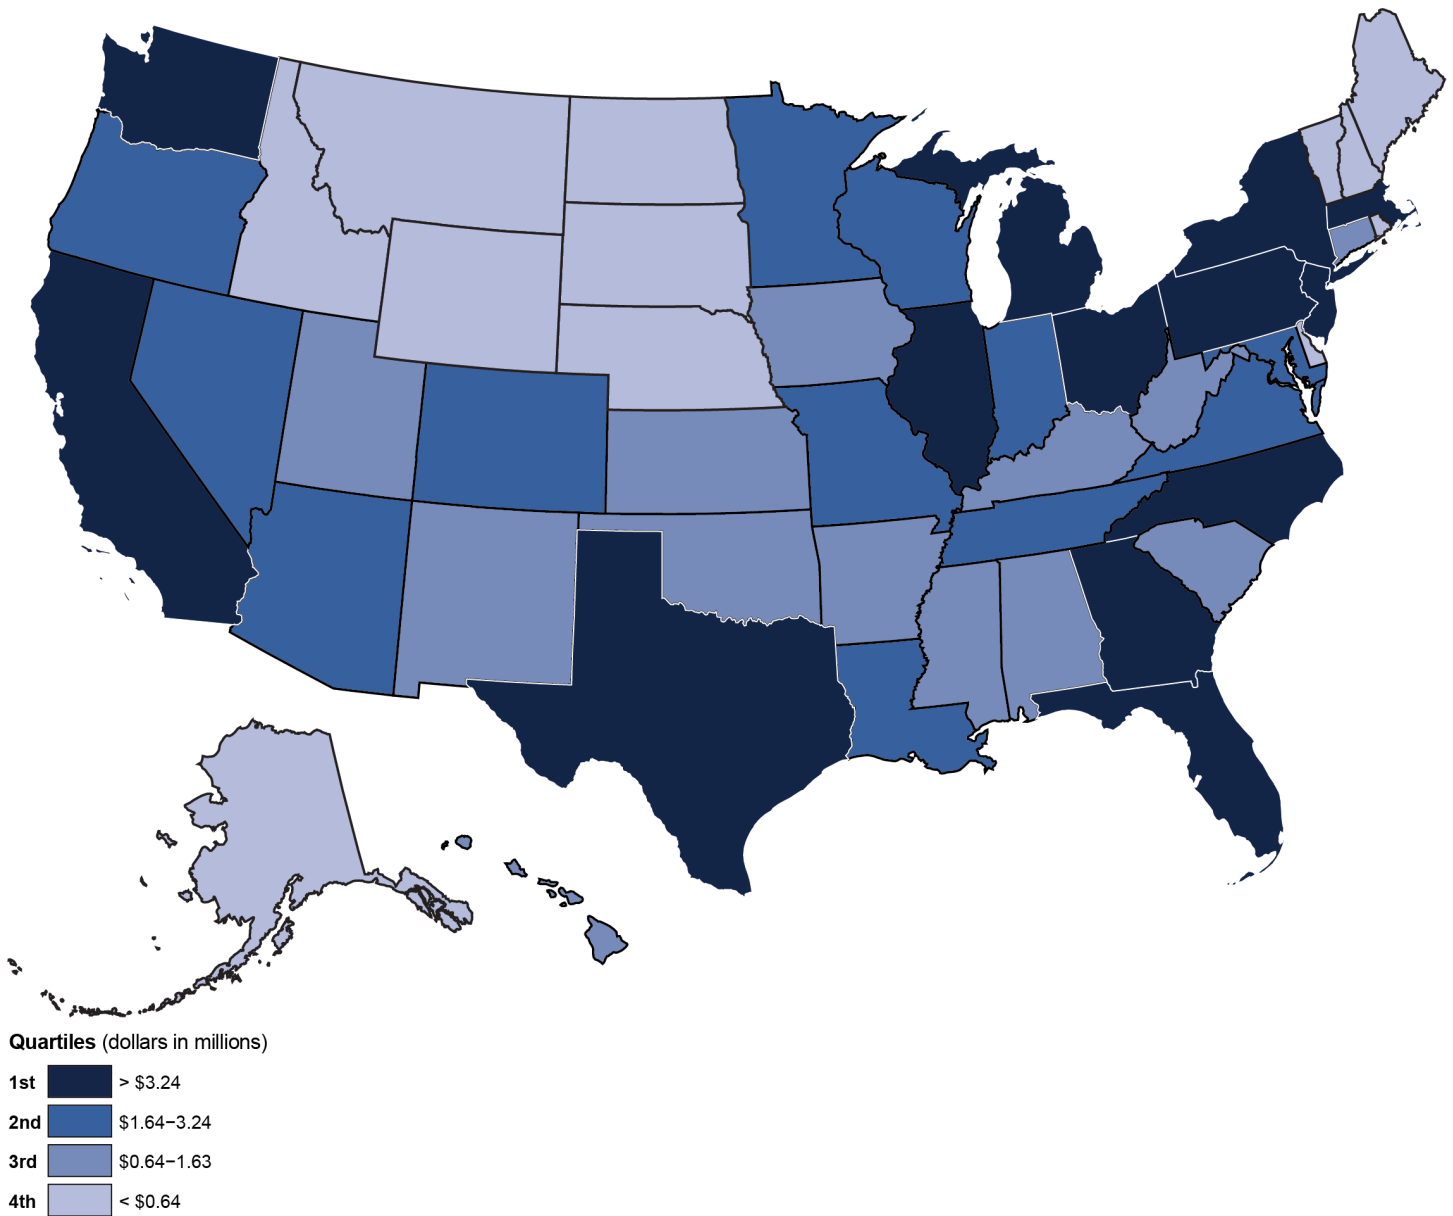 Quartiles (dollars in millions)
1st > $3.24
2nd $1.64−3.24
3rd $0.64−1.63
4th < $0.64